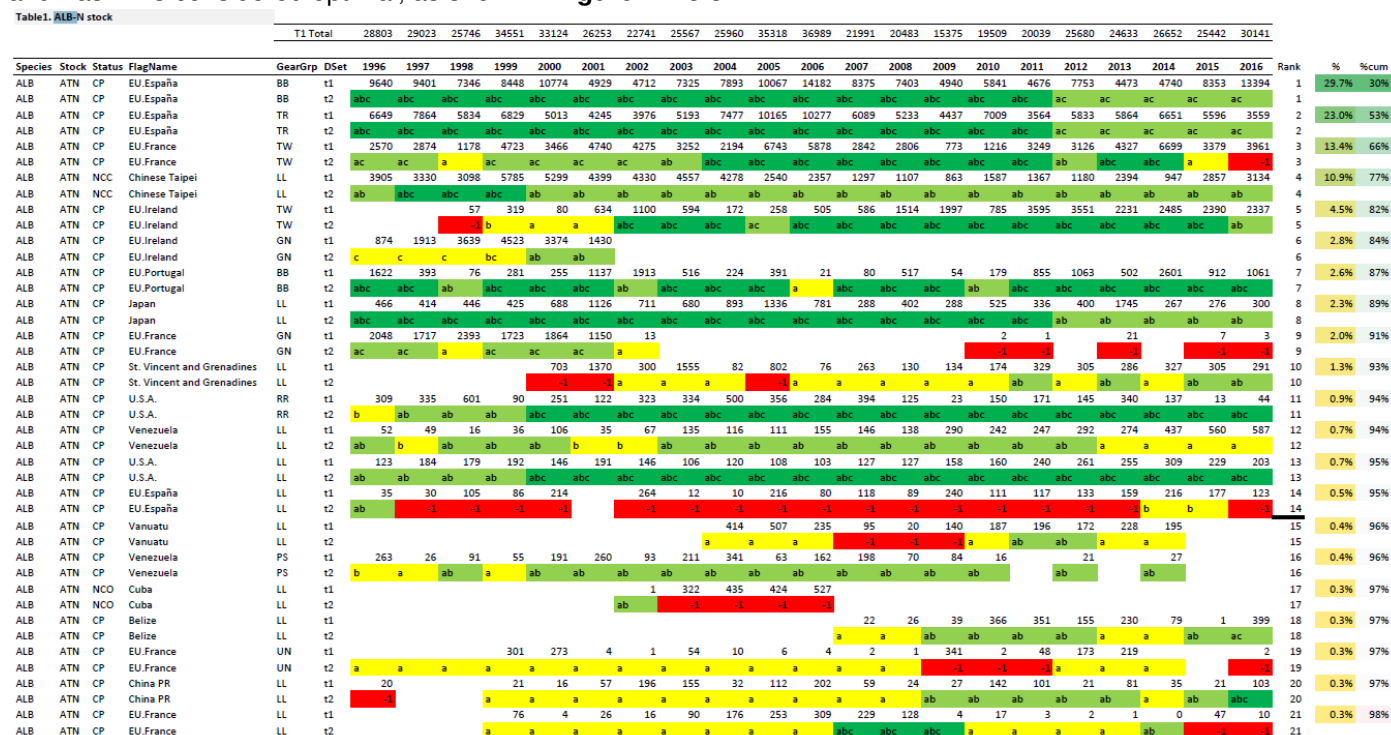 Table1. ALB-N stock
T1 Total 28803 29023 25746 34551 33124 26253 22741 25567 25960 35318 36989 21991 20483 15375 19509 20039 25680 24633 26652 25442 30141
Species Stock Status FlagName GearGrp DSet 1996 1997 1998 1999 2000 2001 2002 2003 2004 2005 2006 2007 2008 2009 2010 2011 2012 2013 2014 2015 2016 Rank % %cum
ALB ATN CP EU.España BB t1 9640 9401 7346 8448 10774 4929 4712 7325 7893 10067 14182 8375 7403 4940 5841 4676 7753 4473 4740 8353 13394 1 29.7% 30%
ALB ATN CP EU.España BB t2 abc abc abc abc abc abc abc abc abc abc abc abc abc abc abc abc ac ac ac ac ac 1
ALB ATN CP EU.España TR t1 6649 7864 5834 6829 5013 4245 3976 5193 7477 10165 10277 6089 5233 4437 7009 3564 5833 5864 6651 5596 3559 2 23.0% 53%
ALB ATN CP EU.España TR t2 abc abc abc abc abc abc abc abc abc abc abc abc abc abc abc abc ac ac ac ac ac 2
ALB ATN CP EU.France TW t1 2570 2874 1178 4723 3466 4740 4275 3252 2194 6743 5878 2842 2806 773 1216 3249 3126 4327 6699 3379 3961 3 13.4% 66%
ALB ATN CP EU.France TW t2 ac ac a ac ac ac ac ab abc abc abc abc abc abc abc abc ab abc abc a -1 3
ALB ATN NCC Chinese Taipei LL t1 3905 3330 3098 5785 5299 4399 4330 4557 4278 2540 2357 1297 1107 863 1587 1367 1180 2394 947 2857 3134 4 10.9% 77%
ALB ATN NCC Chinese Taipei LL t2 ab abc abc abc ab ab ab ab ab ab ab ab ab ab ab ab ab ab ab ab ab 4
ALB ATN CP EU.Ireland TW t1 57 319 80 634 1100 594 172 258 505 586 1514 1997 785 3595 3551 2231 2485 2390 2337 5 4.5% 82%
ALB ATN CP EU.Ireland TW t2 -1 b a a abc abc abc ac abc abc abc abc abc abc abc abc abc abc ab 5
ALB ATN CP EU.Ireland GN t1 874 1913 3639 4523 3374 1430 6 2.8% 84%
ALB ATN CP EU.Ireland GN t2 c c c bc ab ab 6
ALB ATN CP EU.Portugal BB t1 1622 393 76 281 255 1137 1913 516 224 391 21 80 517 54 179 855 1063 502 2601 912 1061 7 2.6% 87%
ALB ATN CP EU.Portugal BB t2 abc abc ab abc abc abc ab abc abc abc a abc abc abc ab abc abc abc abc abc abc 7
ALB ATN CP Japan LL t1 466 414 446 425 688 1126 711 680 893 1336 781 288 402 288 525 336 400 1745 267 276 300 8 2.3% 89%
ALB ATN CP Japan LL t2 abc abc abc abc abc abc abc abc abc abc abc abc abc abc abc abc ab ab ab ab ab 8
ALB ATN CP EU.France GN t1 2048 1717 2393 1723 1864 1150 13 2 1 21 7 3 9 2.0% 91%
ALB ATN CP EU.France GN t2 ac ac a ac ac ac a -1 -1 -1 -1 -1 9
ALB ATN CP St. Vincent and Grenadines LL t1 703 1370 300 1555 82 802 76 263 130 134 174 329 305 286 327 305 291 10 1.3% 93%
ALB ATN CP St. Vincent and Grenadines LL t2 -1 -1 a a a -1 a a a a a ab a ab a ab ab 10
ALB ATN CP U.S.A. RR t1 309 335 601 90 251 122 323 334 500 356 284 394 125 23 150 171 145 340 137 13 44 11 0.9% 94%
ALB ATN CP U.S.A. RR t2 b ab ab ab abc abc abc abc abc abc abc abc abc abc abc abc abc abc abc abc abc 11
ALB ATN CP Venezuela LL t1 52 49 16 36 106 35 67 135 116 111 155 146 138 290 242 247 292 274 437 560 587 12 0.7% 94%
ALB ATN CP Venezuela LL t2 ab b ab ab ab b b ab ab ab ab ab ab ab ab ab ab a a a a 12
ALB ATN CP U.S.A. LL t1 123 184 179 192 146 191 146 106 120 108 103 127 127 158 160 240 261 255 309 229 203 13 0.7% 95%
ALB ATN CP U.S.A. LL t2 ab ab ab ab abc abc abc abc abc abc abc abc abc abc abc abc abc abc abc abc abc 13
ALB ATN CP EU.España LL t1 35 30 105 86 214 264 12 10 216 80 118 89 240 111 117 133 159 216 177 123 14 0.5% 95%
ALB ATN CP EU.España LL t2 ab -1 -1 -1 -1 -1 -1 -1 -1 -1 -1 -1 -1 -1 -1 -1 -1 b b -1 14
ALB ATN CP Vanuatu LL t1 414 507 235 95 20 140 187 196 172 228 195 15 0.4% 96%
ALB ATN CP Vanuatu LL t2 a a a -1 -1 -1 a ab ab a a 15
ALB ATN CP Venezuela PS t1 263 26 91 55 191 260 93 211 341 63 162 198 70 84 16 21 27 16 0.4% 96%
ALB ATN CP Venezuela PS t2 b a ab a ab ab ab ab ab ab ab ab ab ab ab ab ab 16
ALB ATN NCO Cuba LL t1 1 322 435 424 527 17 0.3% 97%
ALB ATN NCO Cuba LL t2 ab -1 -1 -1 -1 17
ALB ATN CP Belize LL t1 22 26 39 366 351 155 230 79 1 399 18 0.3% 97%
ALB ATN CP Belize LL t2 a a ab ab ab ab a a ab ac 18
ALB ATN CP EU.France UN t1 301 273 4 1 54 10 6 4 2 1 341 2 48 173 219 2 19 0.3% 97%
ALB ATN CP EU.France UN t2 a a a a a a a a a a a a a -1 -1 -1 a a a -1 19
ALB ATN CP China PR LL t1 20 21 16 57 196 155 32 112 202 59 24 27 142 101 21 81 35 21 103 20 0.3% 97%
ALB ATN CP China PR LL t2 -1 a a a a a a a a a a ab ab ab ab ab a ab abc 20
ALB ATN CP EU.France LL t1 76 4 26 16 90 176 253 309 229 128 4 17 3 2 1 0 47 10 21 0.3% 98%
ALB ATN CP EU.France LL t2 a a a a a a a a abc abc abc a a a a ab -1 -1 21